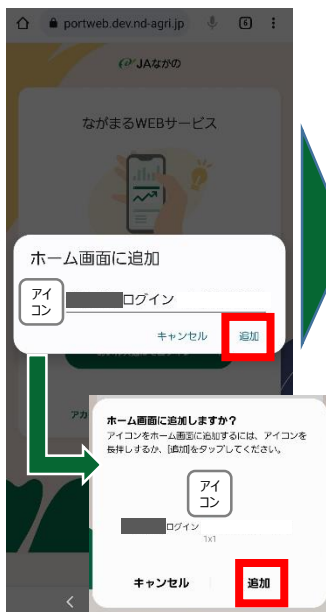 portweb.dev.nd-agri.jp
6
JAながの
ながまるWEBサービス
ホーム画面に追加
アイ
コン
ログイン
キャンセル
追加
アカ
ホーム画面に追加しますか?
アイコンをホーム画面に追加するには、アイコンを
長押しするか、[追加]をタップしてください。
アイ
コン
ログイン
1x1
キャンセル
追加